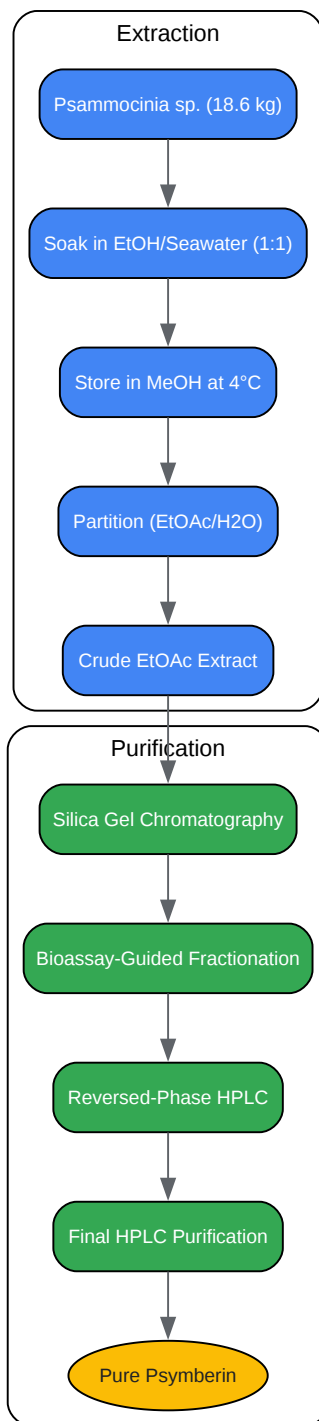 Extraction
Psammocinia sp. (18.6 kg)
Soak in EtOH/Seawater (1:1)
Store in MeOH at 4°C
Partition (EtOAc/H2O)
Crude EtOAc Extract
Purification
Silica Gel Chromatography
Bioassay-Guided Fractionation
Reversed-Phase HPLC
Final HPLC Purification
Pure Psymberin